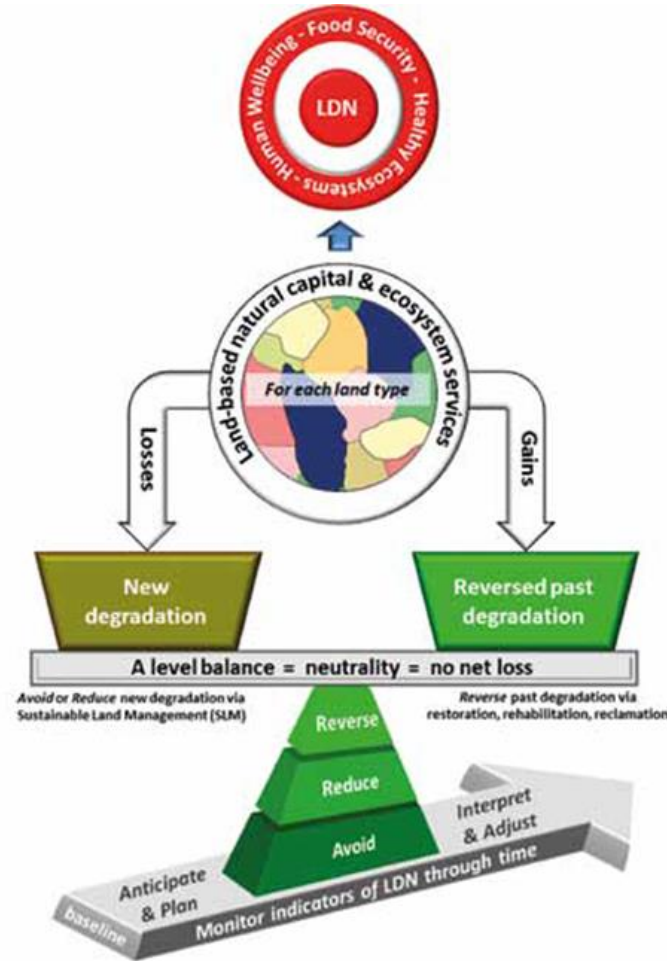 Human Wellbeing - Food Security - Healthy Ecosystems -
LDN
Land-based natural capital & ecosystem services
For each land type
Losses
Gains
New
degradation
Reversed past
degradation
A level balance = neutrality = no net loss
Avoid or Reduce new degradation via
Sustainable Land Management (SLM)
Reverse past degradation via
restoration, rehabilitation, reclamation
Reverse
Reduce
Avoid
Interpret
& Adjust
Anticipate
& Plan
Monitor indicators of LDN through time
baseline